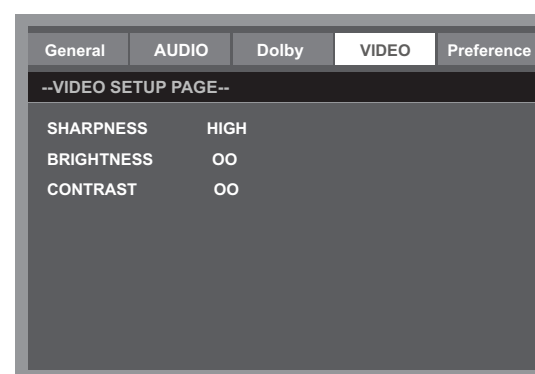 General AUDIO Dolby VIDEO Preference
--VIDEO SETUP PAGE--
SHARPNESS HIGH
BRIGHTNESS OO
CONTRAST OO